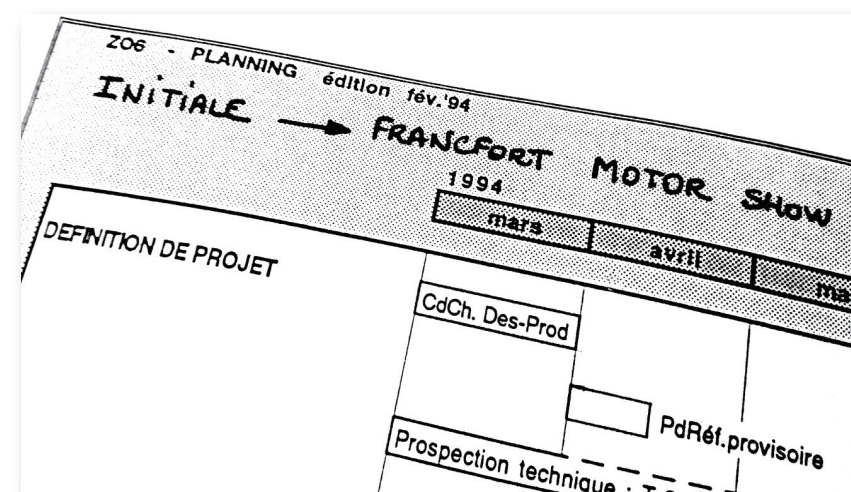 ZO6 - PLANNING édition fév.'94
INITIALE → FRANCFORT MOTOR SHOW
1994
mars avril
DEFINITION DE PROJET
CdCh. Des-Prod
PdRéf.provisoire
Prospection technique :